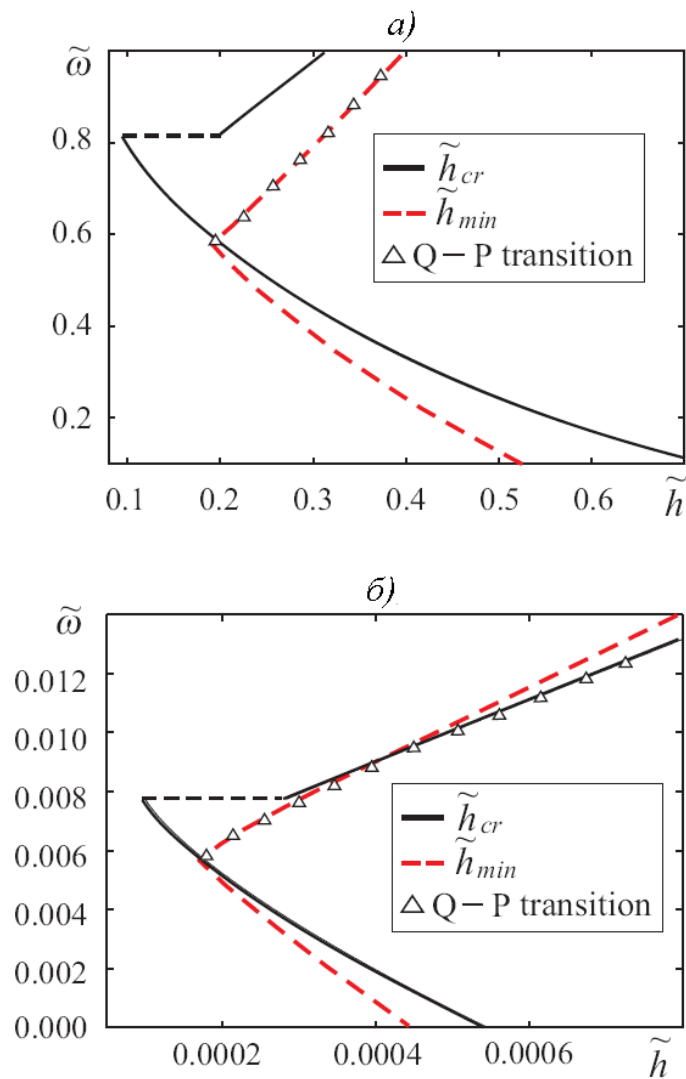 а)
ω̃
0.8
0.6
0.4
0.2
0.1 0.2 0.3 0.4 0.5 0.6 h̃
h̃cr
h̃min
Q – P transition
б)
ω̃
0.012
0.010
0.008
0.006
0.004
0.002
0.000
0.0002 0.0004 0.0006 h̃
h̃cr
h̃min
Q – P transition